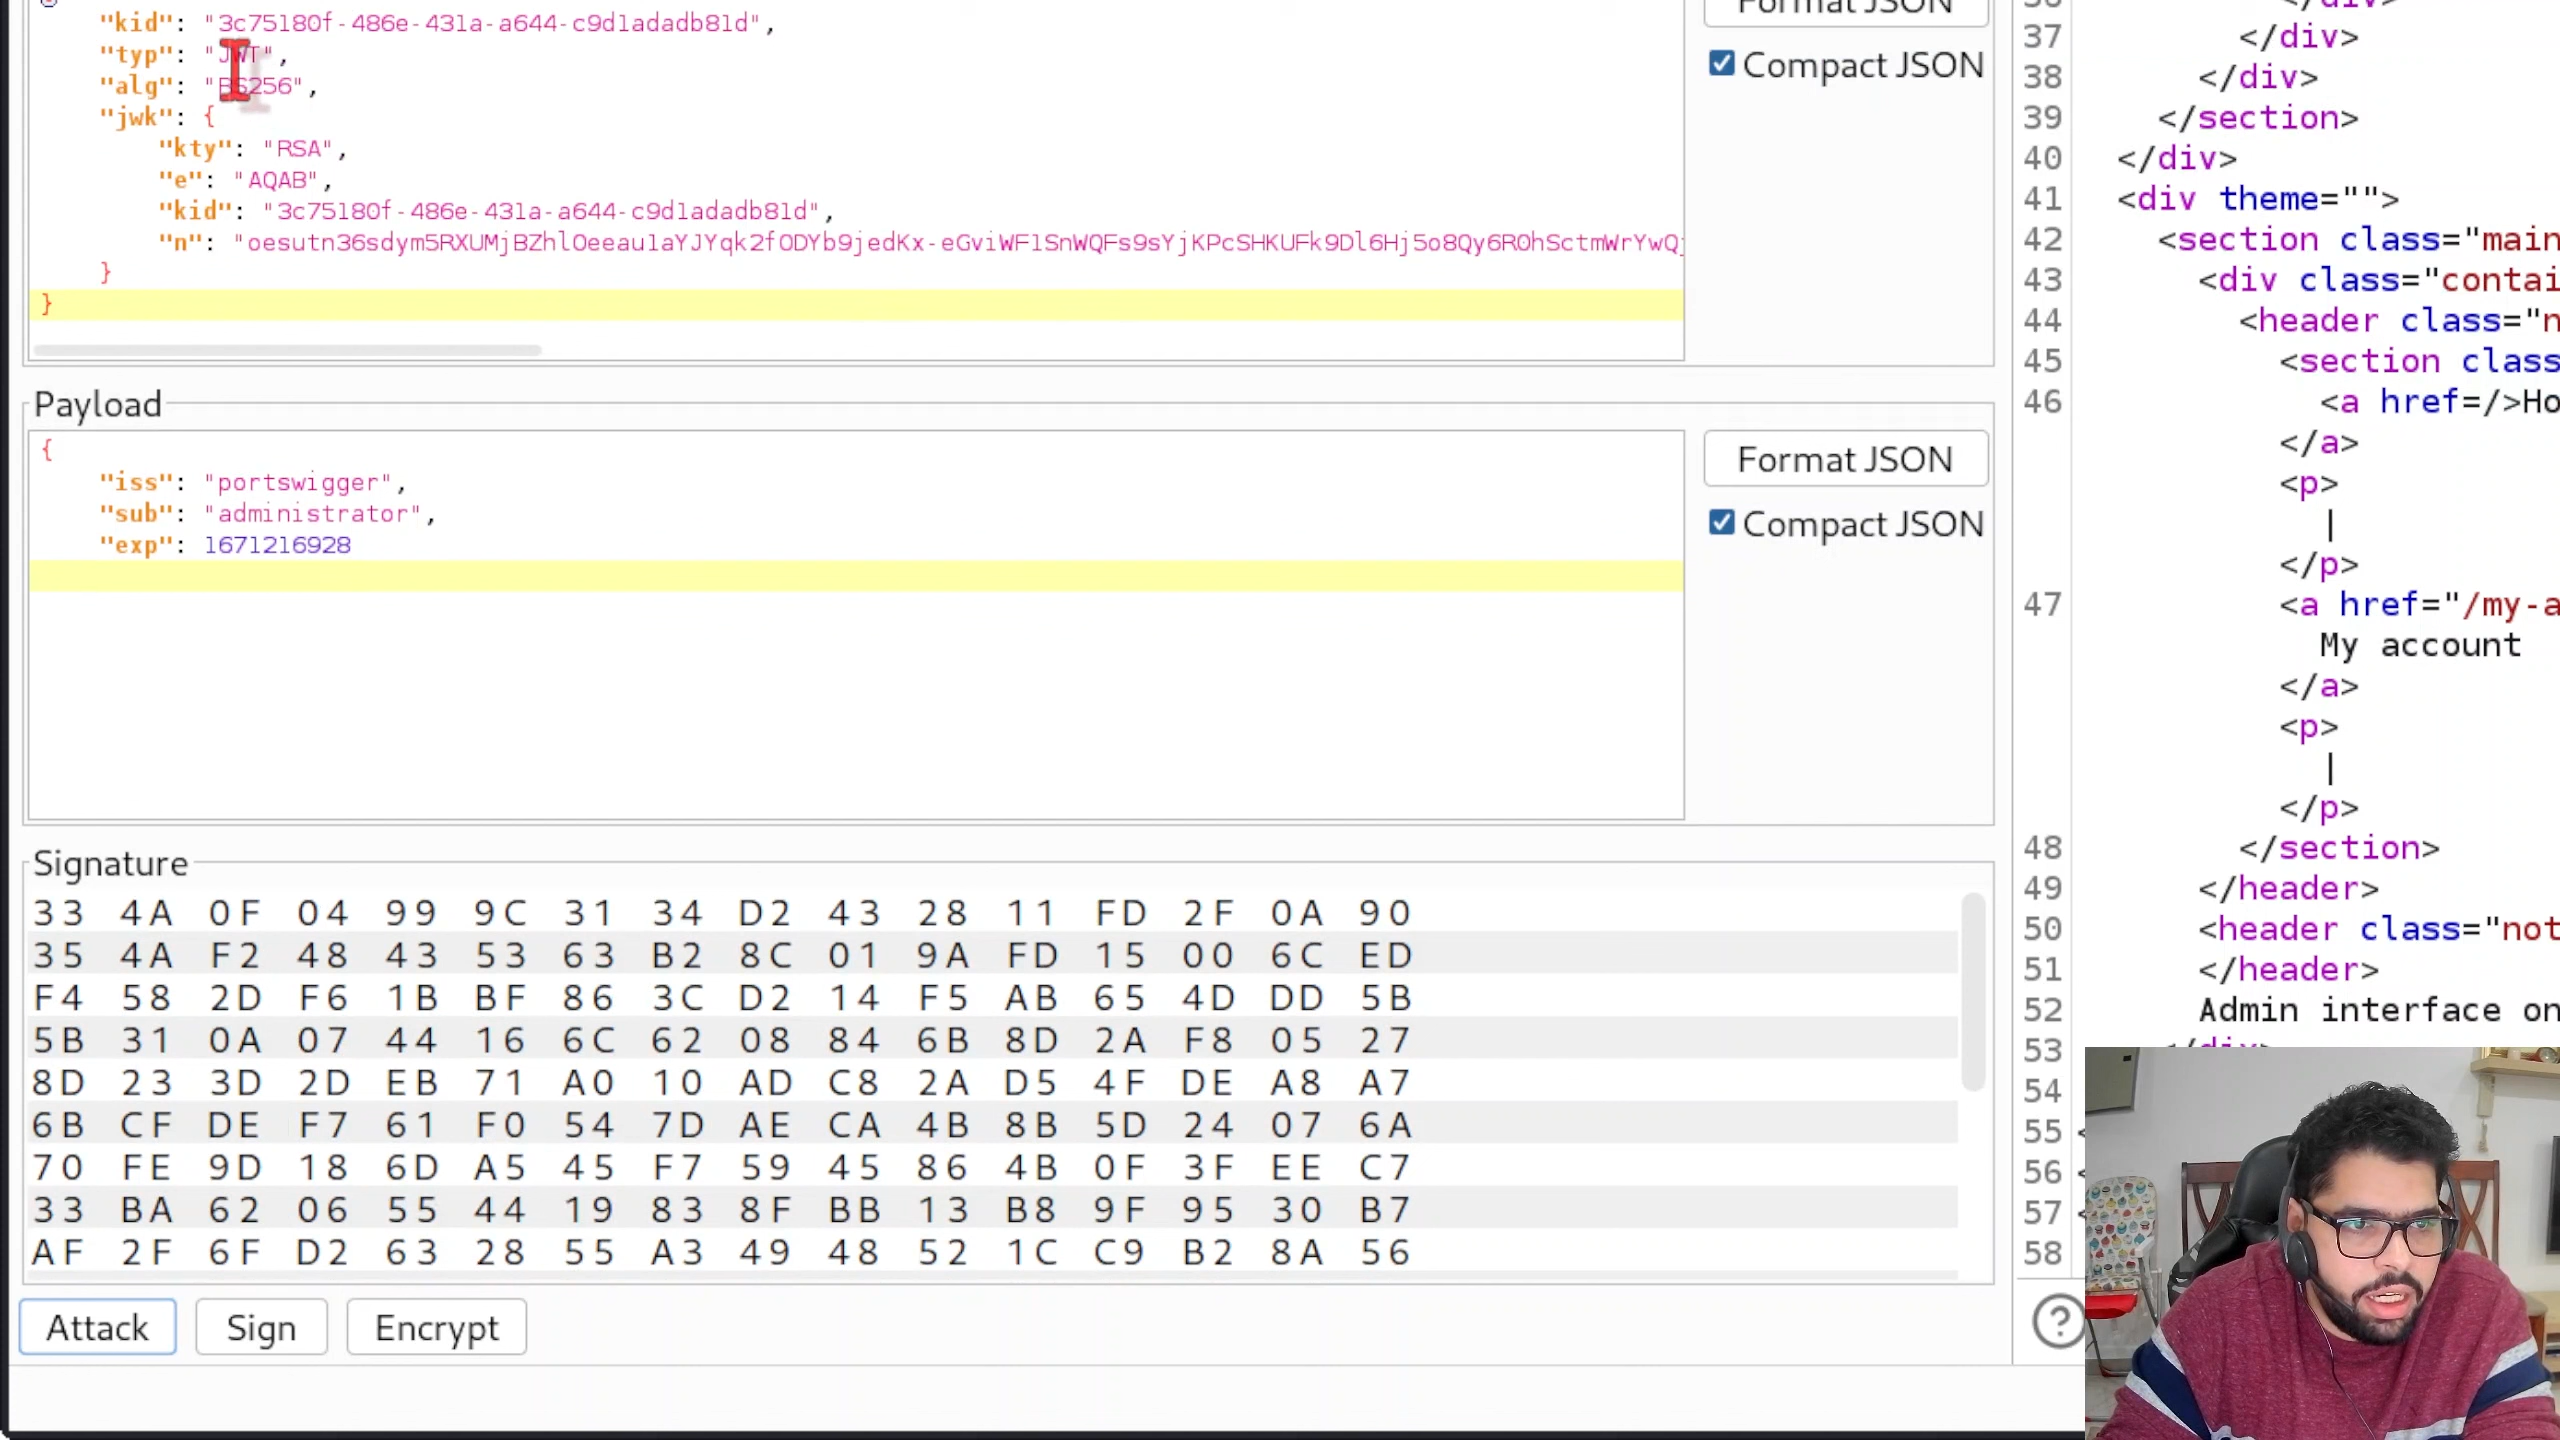 "kid": "3c75180f-486e-431a-a644-c9d1adadb81d",
"typ": "JWT",
"alg": "RS256",
"jwk": {
"kty": "RSA",
"e": "AQAB",
"kid": "3c75180f-486e-431a-a644-c9d1adadb81d",
"n":
}
}
Format JSON
Compact JSON
Payload
{
"iss": "portswigger",
"sub": "administrator",
"exp": 1671216928
Format JSON
Compact JSON
Signature
33 4A 0F 04 99 9C 31 34 D2 43 28 11 FD 2F 0A 90
35 4A F2 48 43 53 63 B2 8C 01 9A FD 15 00 6C ED
F4 58 2D F6 1B BF 86 3C D2 14 F5 AB 65 4D DD 5B
5B 31 0A 07 44 16 6C 62 08 84 6B 8D 2A F8 05 27
8D 23 3D 2D EB 71 A0 10 AD C8 2A D5 4F DE A8 A7
6B CF DE F7 61 F0 54 7D AE CA 4B 8B 5D 24 07 6A
70 FE 9D 18 6D A5 45 F7 59 45 86 4B 0F 3F EE C7
33 BA 62 06 55 44 19 83 8F BB 13 B8 9F 95 30 B7
AF 2F 6F D2 63 28 55 A3 49 48 52 1C C9 B2 8A 56
Attack
Sign
Encrypt
37 </div>
38 </div>
39 </section>
40 </div>
41 <div theme="">
42 <section class="main
43 <div class="contai
44 <header class="n
45 <section class
46 <a href=/>Ho
</a>
<p>
|
</p>
47 <a href="/my-a
My account
</a>
<p>
|
</p>
48 </section>
49 </header>
50 <header class="not
51 </header>
52 Admin interface on
53 </div>
54
55 <
56 <
57 <
58
?